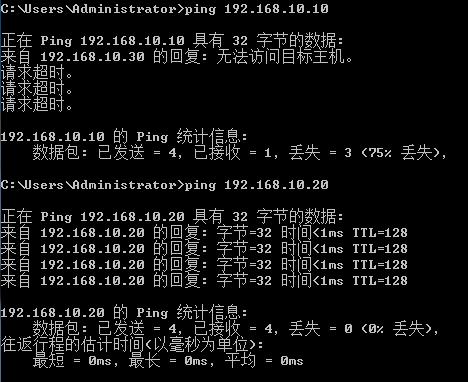 C:\Users\Administrator>ping 192.168.10.10
正在 Ping 192.168.10.10 具有 32 字节的数据:
来自 192.168.10.30 的回复: 无法访问目标主机。
请求超时。
请求超时。
请求超时。
192.168.10.10 的 Ping 统计信息:
数据包: 已发送 = 4，已接收 = 1，丢失 = 3 (75% 丢失)，
C:\Users\Administrator>ping 192.168.10.20
正在 Ping 192.168.10.20 具有 32 字节的数据:
来自 192.168.10.20 的回复: 字节=32 时间<1ms TTL=128
来自 192.168.10.20 的回复: 字节=32 时间<1ms TTL=128
来自 192.168.10.20 的回复: 字节=32 时间<1ms TTL=128
来自 192.168.10.20 的回复: 字节=32 时间<1ms TTL=128
192.168.10.20 的 Ping 统计信息:
数据包: 已发送 = 4，已接收 = 4，丢失 = 0 (0% 丢失)，
往返行程的估计时间(以毫秒为单位):
最短 = 0ms，最长 = 0ms，平均 = 0ms